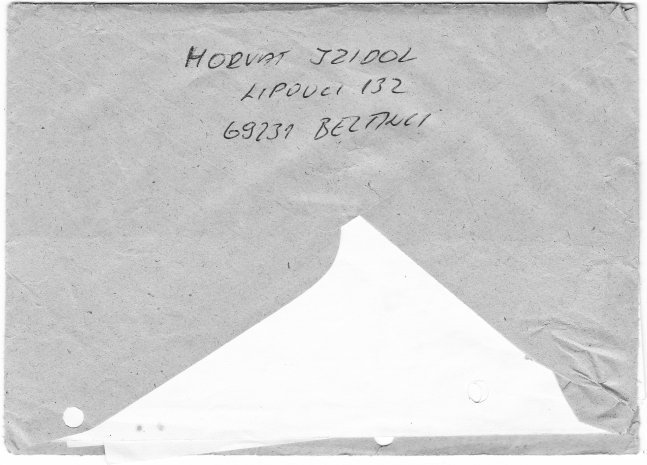 HORVAT IZIDOL
LIPOVCI 132
69231 BELTINCI